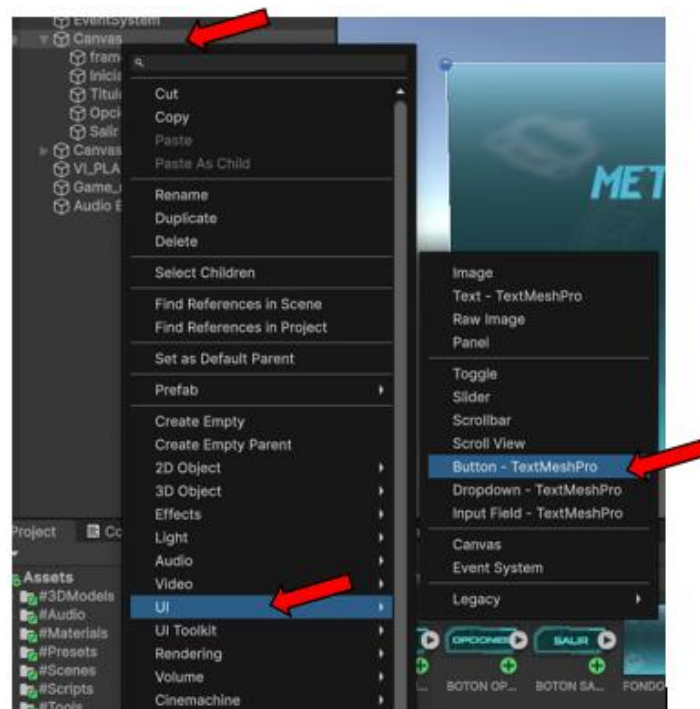 EventSystem
Canvas
fram
Inicia
Titulo
Opci
Salir
Canvas
VI_PLA
Game_
Audio E
Cut
Copy
Paste
Paste As Child
Rename
Duplicate
Delete
Select Children
Find References in Scene
Find References in Project
Set as Default Parent
Prefab
Create Empty
Create Empty Parent
2D Object
3D Object
Effects
Light
Audio
Video
UI
UI Toolkit
Rendering
Volume
Cinemachine
MET
Image
Text - TextMeshPro
Raw Image
Panel
Toggle
Slider
Scrollbar
Scroll View
Button - TextMeshPro
Dropdown - TextMeshPro
Input Field - TextMeshPro
Canvas
Event System
Legacy
Project
Co
Assets
#3DModels
#Audio
#Materials
#Presets
#Scenes
#Scripts
#Tools
OPCIONES
SALIR
BOTON OP...
BOTON SA...
FONDO